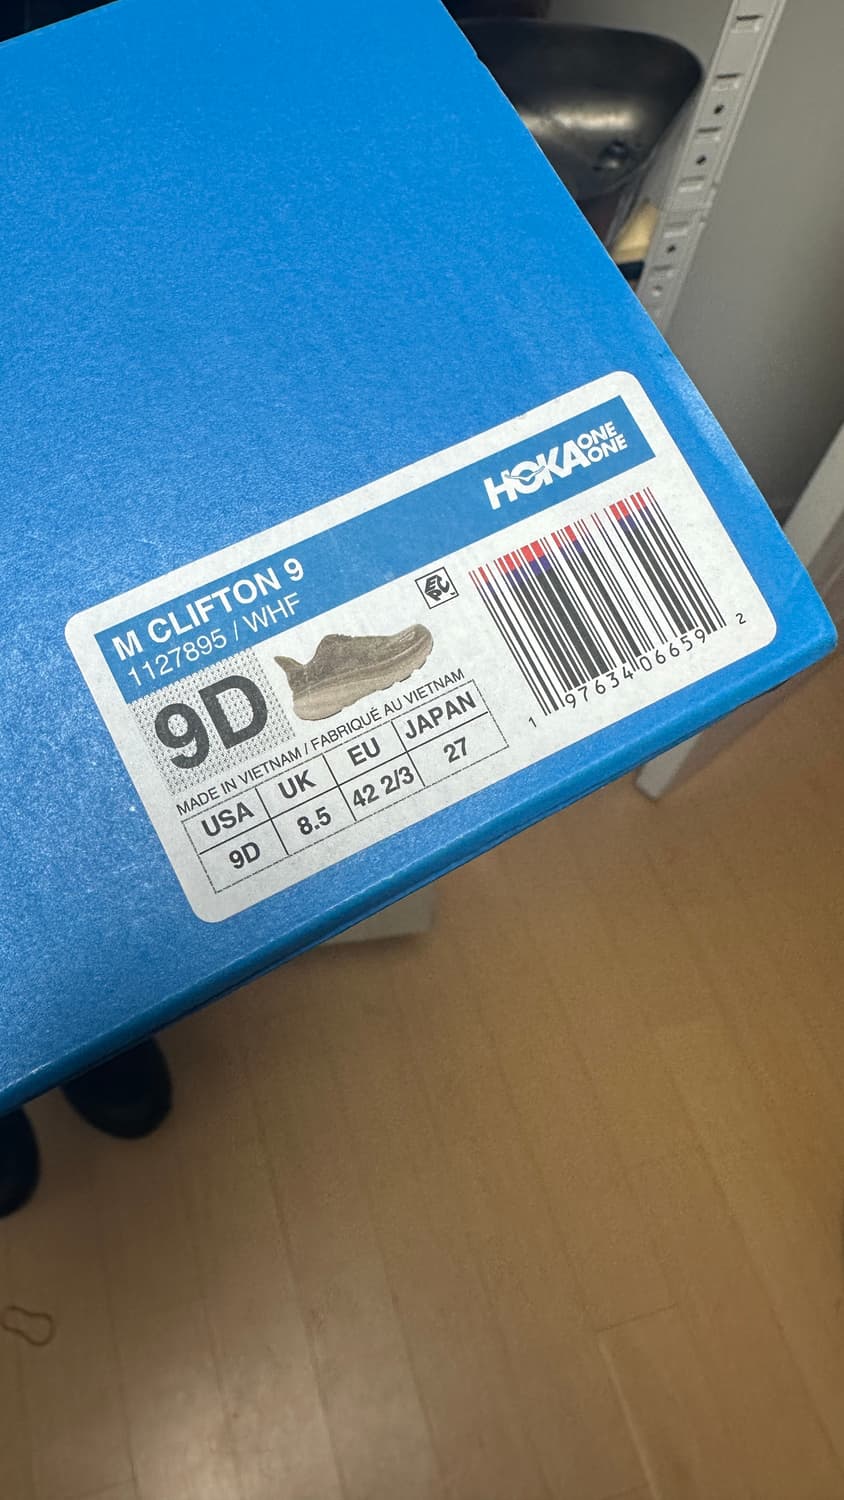 HOKA ONE ONE
M CLIFTON 9
1127895 / WHF
9D
MADE IN VIETNAM / FABRIQUÉ AU VIETNAM
USA UK EU JAPAN
9D 8.5 42 2/3 27
1 97634 06659 2